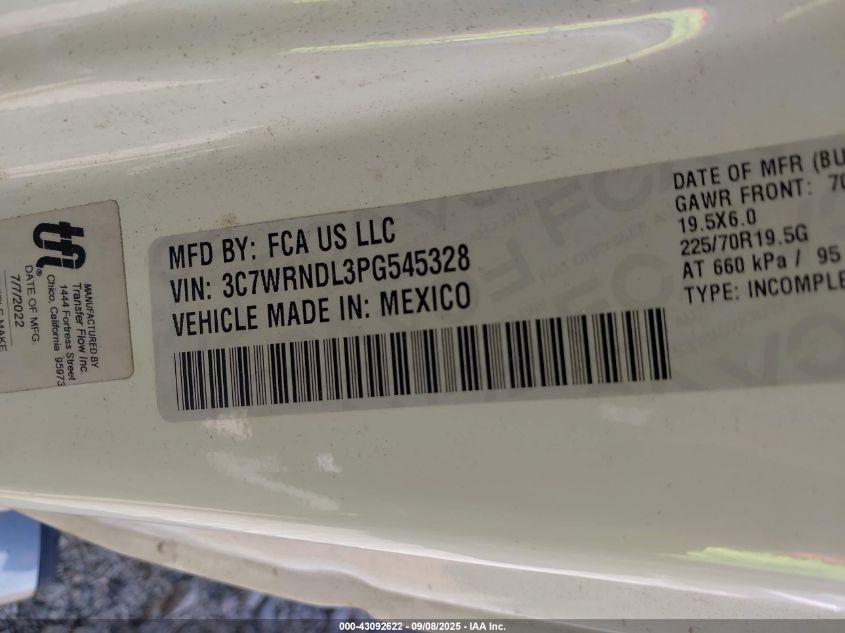 tfi®
MANUFACTURED BY
Transfer Flow Inc.
1444 Fortress Street
Chico, California 95973
DATE OF MFG.
7/7/2022
MFD BY: FCA US LLC
VIN: 3C7WRNDL3PG545328
VEHICLE MADE IN: MEXICO
DATE OF MFR (BU
GAWR FRONT: 70
19.5X6.0
225/70R19.5G
AT 660 kPa / 95
TYPE: INCOMPLE
000-43092622 - 09/08/2025 - IAA Inc.